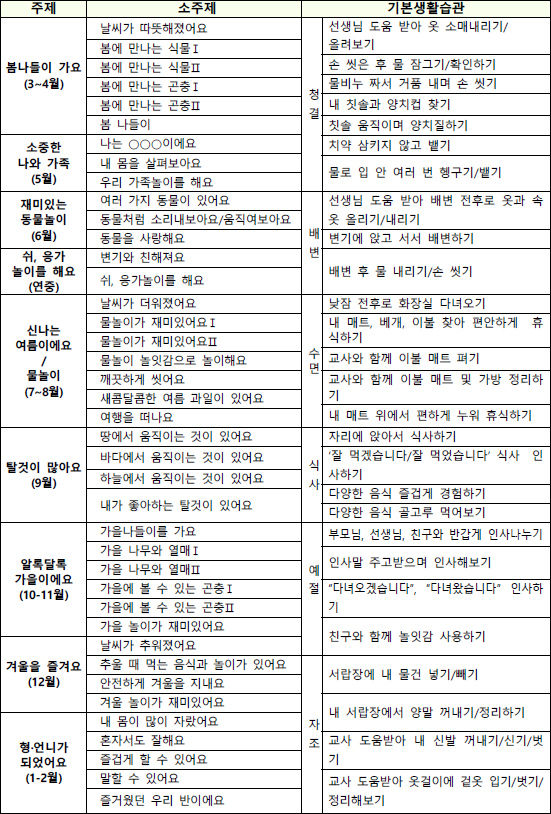 주제 소주제 기본생활습관
봄나들이 가요
(3~4월)
날씨가 따뜻해졌어요
봄에 만나는 식물Ⅰ
봄에 만나는 식물Ⅱ
봄에 만나는 곤충Ⅰ
봄에 만나는 곤충Ⅱ
봄 나들이
소중한
나와 가족
(5월)
나는 ○○○이에요
내 몸을 살펴보아요
우리 가족놀이를 해요
재미있는
동물놀이
(6월)
여러 가지 동물이 있어요
동물처럼 소리내보아요/움직여보아요
동물을 사랑해요
쉬, 응가
놀이를 해요
(연중)
변기와 친해져요
쉬, 응가놀이를 해요
신나는
여름이에요
/
물놀이
(7~8월)
날씨가 더워졌어요
물놀이가 재미있어요Ⅰ
물놀이가 재미있어요Ⅱ
물놀이 놀잇감으로 놀이해요
깨끗하게 씻어요
새콤달콤한 여름 과일이 있어요
여행을 떠나요
탈것이 많아요
(9월)
땅에서 움직이는 것이 있어요
바다에서 움직이는 것이 있어요
하늘에서 움직이는 것이 있어요
내가 좋아하는 탈것이 있어요
알록달록
가을이에요
(10-11월)
가을나들이를 가요
가을 나무와 열매Ⅰ
가을 나무와 열매Ⅱ
가을에 볼 수 있는 곤충Ⅰ
가을에 볼 수 있는 곤충Ⅱ
가을 놀이가 재미있어요
겨울을 즐겨요
(12월)
날씨가 추워졌어요
추울 때 먹는 음식과 놀이가 있어요
안전하게 겨울을 지내요
겨울 놀이가 재미있어요
형·언니가
되었어요
(1-2월)
내 몸이 많이 자랐어요
혼자서도 잘해요
즐겁게 할 수 있어요
말할 수 있어요
즐거웠던 우리 반이에요
청결
선생님 도움 받아 옷 소매내리기/
올려보기
손 씻은 후 물 잠그기/확인하기
물비누 짜서 거품 내며 손 씻기
내 칫솔과 양치컵 찾기
칫솔 움직이며 양치질하기
치약 삼키지 않고 뱉기
물로 입 안 여러 번 헹구기/뱉기
배변
선생님 도움 받아 배변 전후로 옷과 속
옷 올리기/내리기
변기에 앉고 서서 배변하기
배변 후 물 내리기/손 씻기
수면
낮잠 전후로 화장실 다녀오기
내 매트, 베개, 이불 찾아 편안하게 휴
식하기
교사와 함께 이불 매트 펴기
교사와 함께 이불 매트 및 가방 정리하
기
내 매트 위에서 편하게 누워 휴식하기
식사
자리에 앉아서 식사하기
‘잘 먹겠습니다/잘 먹었습니다’ 식사 인
사하기
다양한 음식 즐겁게 경험하기
다양한 음식 골고루 먹어보기
예절
부모님, 선생님, 친구와 반갑게 인사나누기
인사말 주고받으며 인사해보기
“다녀오겠습니다”, “다녀왔습니다” 인사하
기
친구와 함께 놀잇감 사용하기
자조
서랍장에 내 물건 넣기/빼기
내 서랍장에서 양말 꺼내기/정리하기
교사 도움받아 내 신발 꺼내기/신기/벗
기
교사 도움받아 옷걸이에 겉옷 입기/벗기/
정리해보기